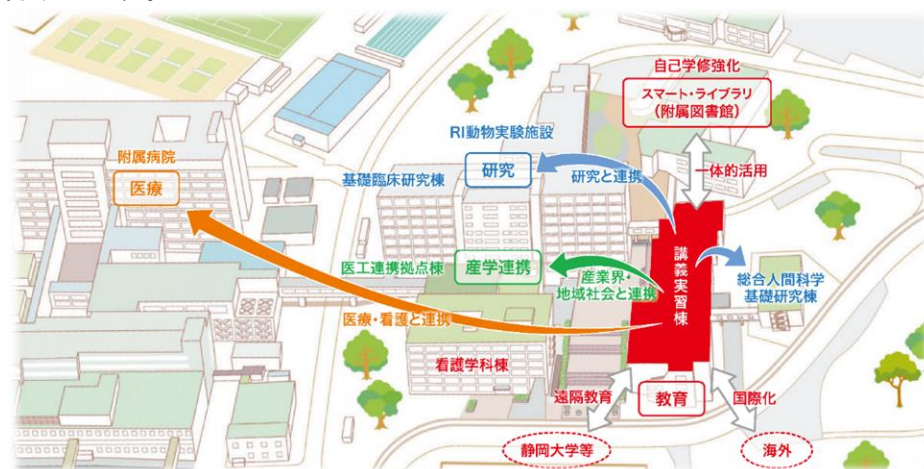 自己学修強化
スマート・ライブラリ
（附属図書館）
RI動物実験施設
附属病院
医療
基礎臨床研究棟
研究
研究と連携
一体的活用
医工連携拠点棟
産学連携
産業界・
地域社会と連携
講義実習棟
総合人間科学
基礎研究棟
医療・看護と連携
看護学科棟
遠隔教育
教育
国際化
静岡大学等
海外